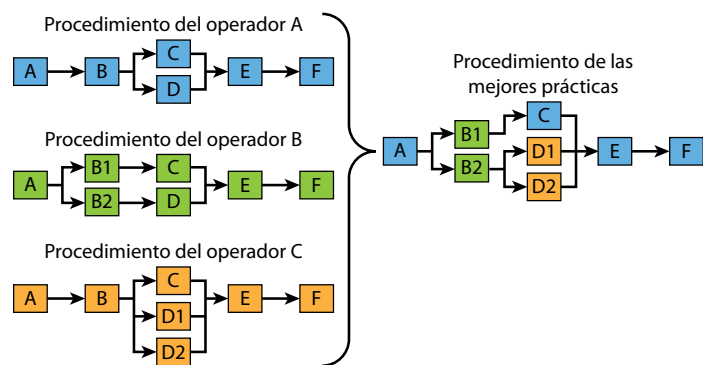 Procedimiento del operador A
A B C D E F
Procedimiento del operador B
A B1 C B2 D E F
Procedimiento del operador C
A B C D1 D2 E F
Procedimiento de las
mejores prácticas
A B1 B2 C D1 D2 E F